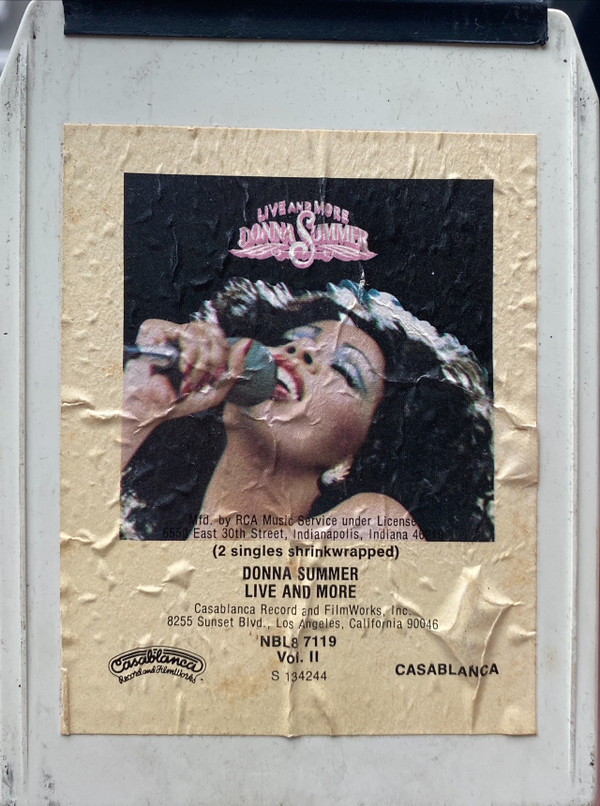 LIVE AND MORE
DONNA SUMMER
Mfd. by RCA Music Service under License
6550 East 30th Street, Indianapolis, Indiana
(2 singles shrinkwrapped)
DONNA SUMMER
LIVE AND MORE
Casablanca Record and FilmWorks, Inc.
8255 Sunset Blvd., Los Angeles, California 90046
NBL8 7119
Vol. II
S 134244
Casablanca
Record and FilmWorks
CASABLANCA